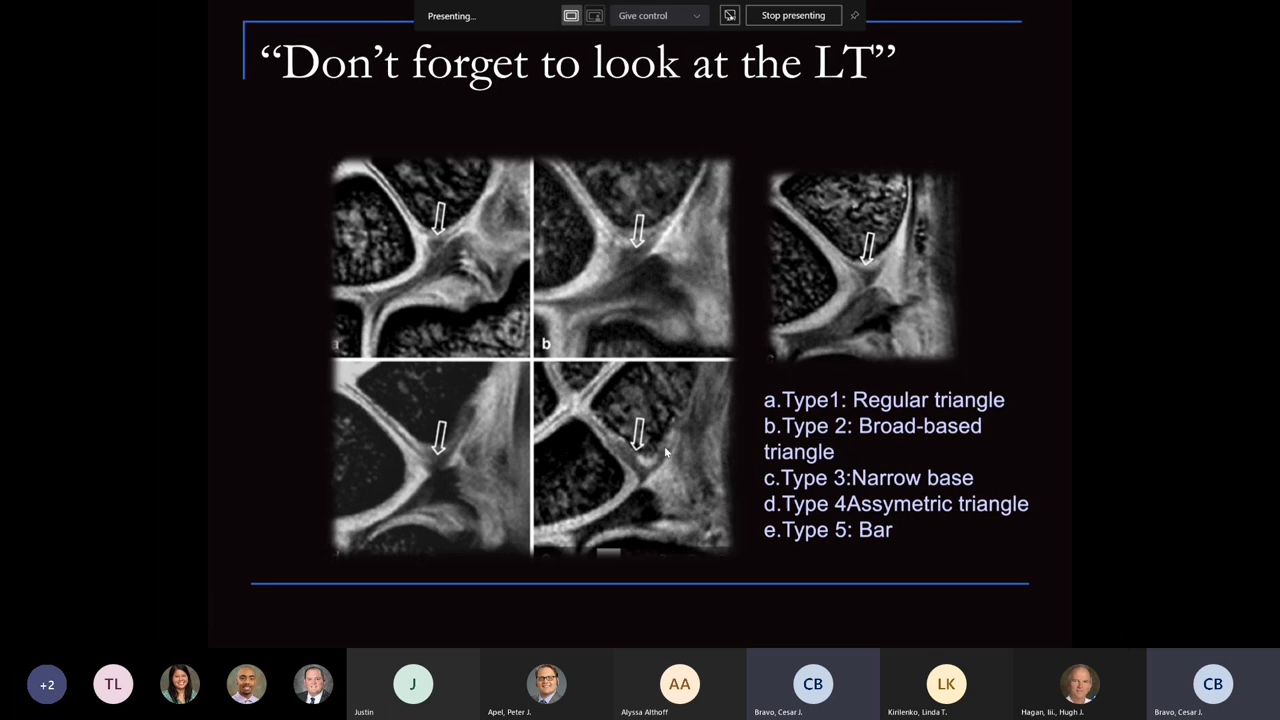 Presenting...
Give control
Stop presenting
“Don’t forget to look at the LT”
a
b
a.Type1: Regular triangle
b.Type 2: Broad-based
triangle
c.Type 3:Narrow base
d.Type 4Assymetric triangle
e.Type 5: Bar
+2
TL
J
AA
CB
LK
CB
Justin
Apel, Peter J.
Alyssa Althoff
Bravo, Cesar J.
Kirilenko, Linda T.
Hagan, Iii., Hugh J.
Bravo, Cesar J.